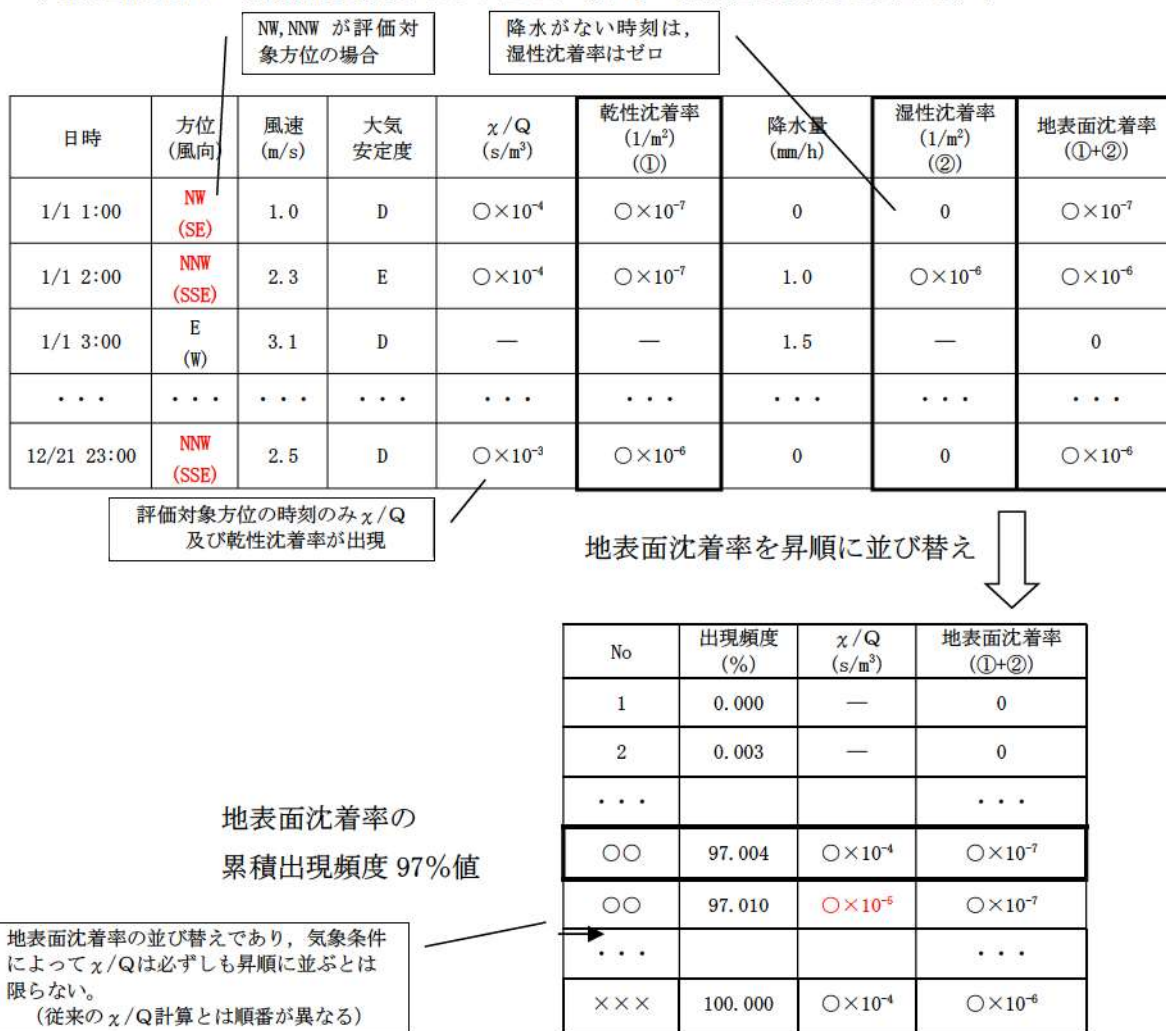 NW,NNW が評価対
象方位の場合
降水がない時刻は，
湿性沈着率はゼロ
日時 方位 (風向) 風速 (m/s) 大気 安定度 χ/Q (s/m³) 乾性沈着率 (1/m²) (①) 降水量 (mm/h) 湿性沈着率 (1/m²) (②) 地表面沈着率 (①+②)
1/1 1:00 NW (SE) 1.0 D ○×10⁻⁴ ○×10⁻⁷ 0 0 ○×10⁻⁷
1/1 2:00 NNW (SSE) 2.3 E ○×10⁻⁴ ○×10⁻⁷ 1.0 ○×10⁻⁶ ○×10⁻⁶
1/1 3:00 E (W) 3.1 D — — 1.5 — 0
・・・ ・・・ ・・・ ・・・ ・・・ ・・・ ・・・ ・・・ ・・・
12/21 23:00 NNW (SSE) 2.5 D ○×10⁻³ ○×10⁻⁶ 0 0 ○×10⁻⁶
評価対象方位の時刻のみχ/Q
及び乾性沈着率が出現
地表面沈着率を昇順に並び替え
No 出現頻度 (%) χ/Q (s/m³) 地表面沈着率 (①+②)
1 0.000 — 0
2 0.003 — 0
・・・ ・・・
地表面沈着率の
累積出現頻度 97%値
○○ 97.004 ○×10⁻⁴ ○×10⁻⁷
○○ 97.010 ○×10⁻⁵ ○×10⁻⁷
・・・ ・・・
××× 100.000 ○×10⁻⁴ ○×10⁻⁶
地表面沈着率の並び替えであり，気象条件
によってχ/Qは必ずしも昇順に並ぶとは
限らない。
(従来のχ/Q計算とは順番が異なる)